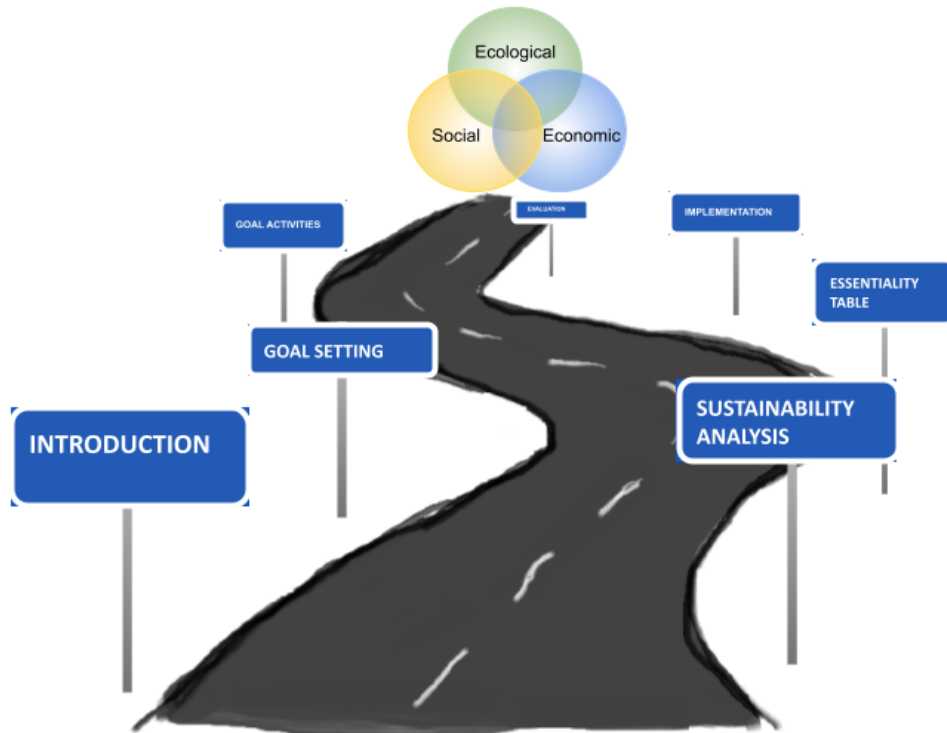 Ecological
Social
Economic
EVALUATION
IMPLEMENTATION
GOAL ACTIVITIES
ESSENTIALITY
TABLE
GOAL SETTING
SUSTAINABILITY
ANALYSIS
INTRODUCTION